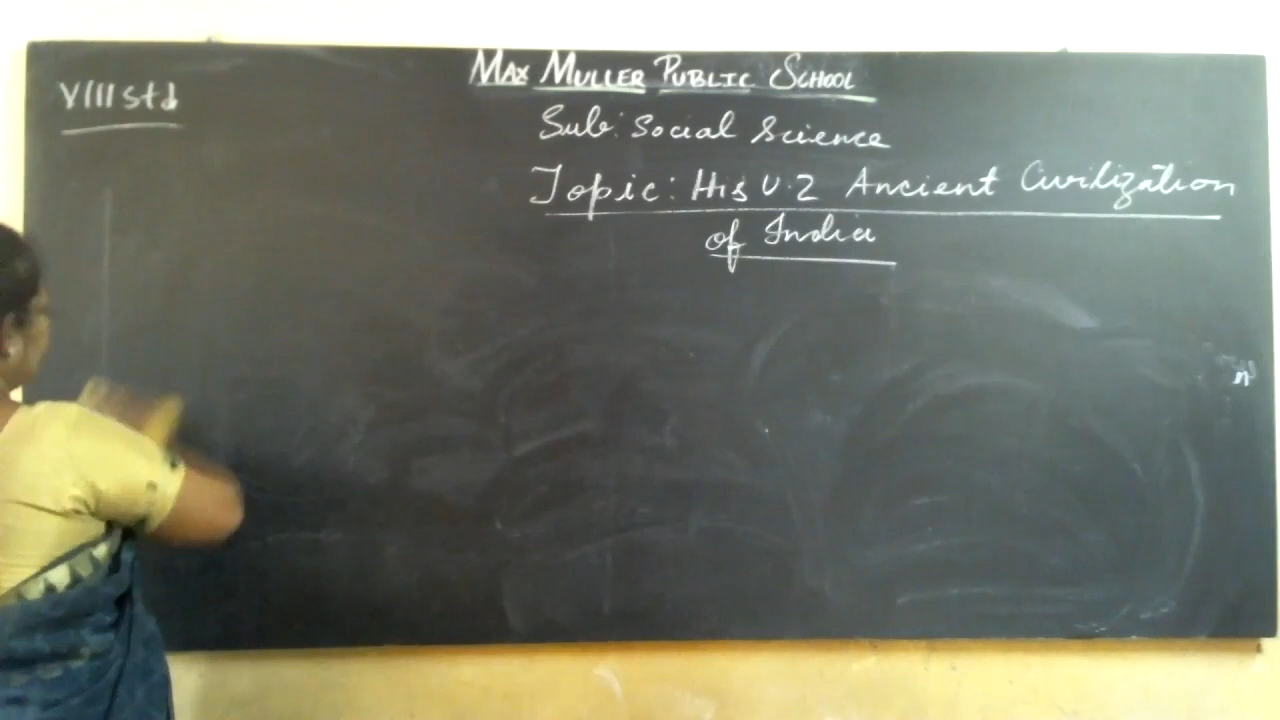 MAX MULLER PUBLIC SCHOOL
VIII std
Sub: Social Science
Topic: His U.2 Ancient Civilization
of India